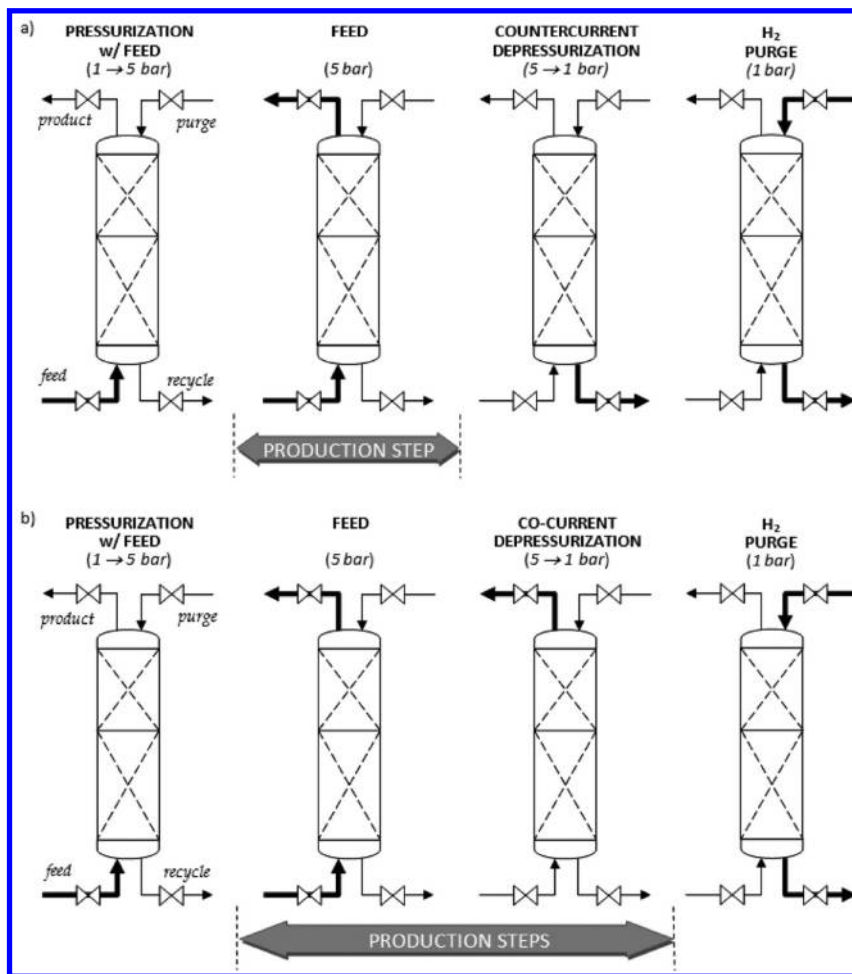 a)
PRESSURIZATION
w/ FEED
(1 → 5 bar)
FEED
(5 bar)
COUNTERCURRENT
DEPRESSURIZATION
(5 → 1 bar)
H₂
PURGE
(1 bar)
product
purge
feed
recycle
PRODUCTION STEP
b)
PRESSURIZATION
w/ FEED
(1 → 5 bar)
FEED
(5 bar)
CO-CURRENT
DEPRESSURIZATION
(5 → 1 bar)
H₂
PURGE
(1 bar)
product
purge
feed
recycle
PRODUCTION STEPS